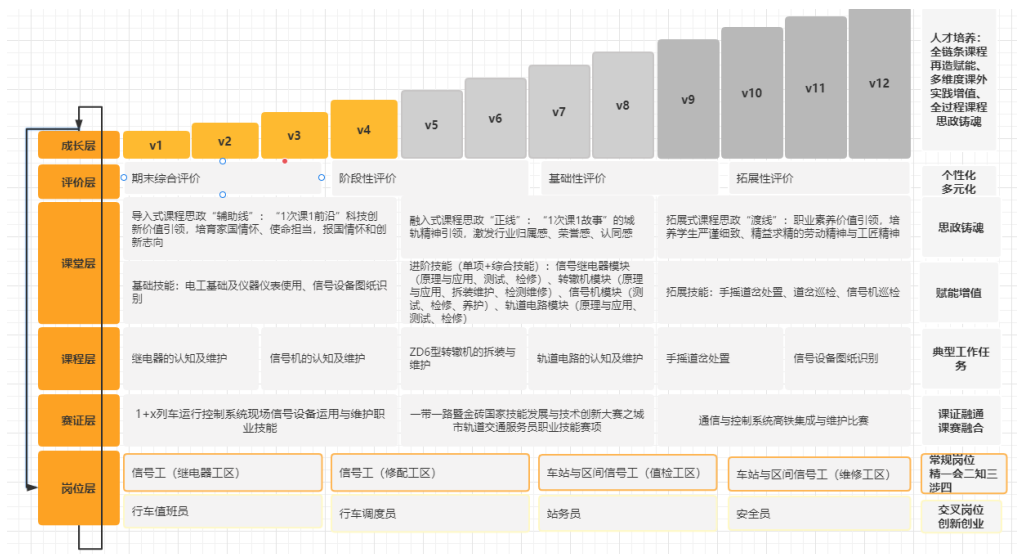 人才培养：
全链条课程
再造赋能、
多维度课外
实践增值、
全过程课程
思政铸魂
成长层
v1
v2
v3
v4
v5
v6
v7
v8
v9
v10
v11
v12
评价层
期末综合评价
阶段性评价
基础性评价
拓展性评价
个性化
多元化
课堂层
导入式课程思政“辅助线”：“1次课1前沿”科技创
新价值引领，培育家国情怀、使命担当，报国情怀和创
新志向
融入式课程思政“正线”：“1次课1故事”的城
轨精神引领，激发行业归属感、荣誉感、认同感
拓展式课程思政“渡线”：职业素养价值引领，培
养学生严谨细致、精益求精的劳动精神与工匠精神
思政铸魂
基础技能：电工基础及仪器仪表使用、信号设备图纸识
别
进阶技能（单项+综合技能）：信号继电器模块
（原理与应用、测试、检修）、转辙机模块（原理
与应用、拆装维护、检测维修）、信号机模块（测
试、检修、养护）、轨道电路模块（原理与应用、
测试、检修）
拓展技能：手摇道岔处置、道岔巡检、信号机巡检
赋能增值
课程层
继电器的认知及维护
信号机的认知及维护
ZD6型转辙机的拆装与
维护
轨道电路的认知及维护
手摇道岔处置
信号设备图纸识别
典型工作任
务
赛证层
1+x列车运行控制系统现场信号设备运用与维护职
业技能
一带一路暨金砖国家技能发展与技术创新大赛之城
市轨道交通服务员职业技能赛项
通信与控制系统高铁集成与维护比赛
课证融通
课赛融合
岗位层
信号工（继电器工区）
信号工（修配工区）
车站与区间信号工（值检工区）
车站与区间信号工（维修工区）
常规岗位
精一会二知三
涉四
行车值班员
行车调度员
站务员
安全员
交叉岗位
创新创业